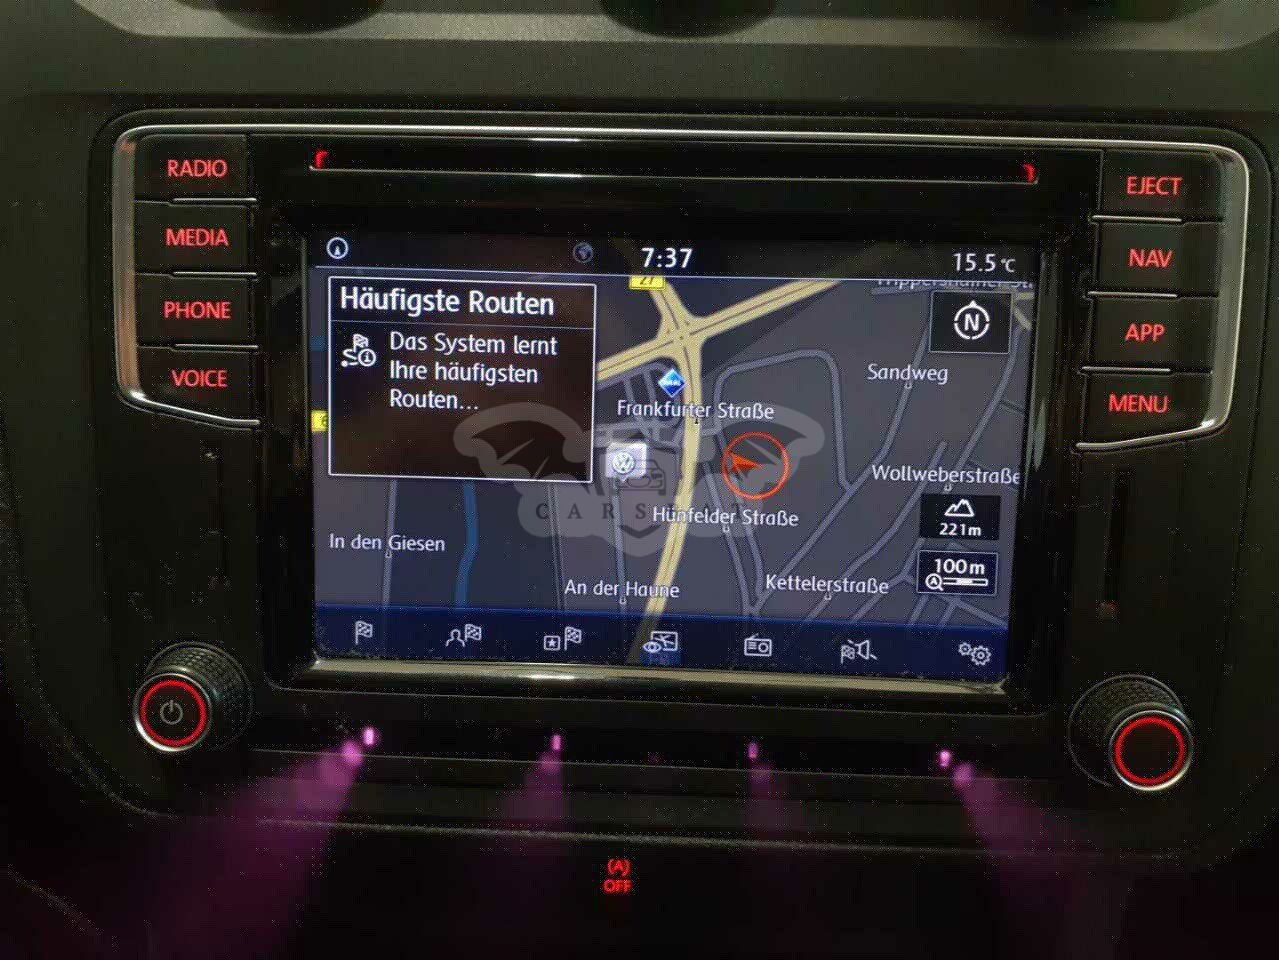 RADIO
MEDIA
PHONE
VOICE
EJECT
NAV
APP
MENU
7:37
15.5 °C
Häufigste Routen
Das System lernt
Ihre häufigsten
Routen...
27
N
Sandweg
Frankfurter Straße
Wollweberstraße
Hünfelder Straße
221m
In den Giesen
100m
An der Haune
Kettelerstraße
(A)
OFF